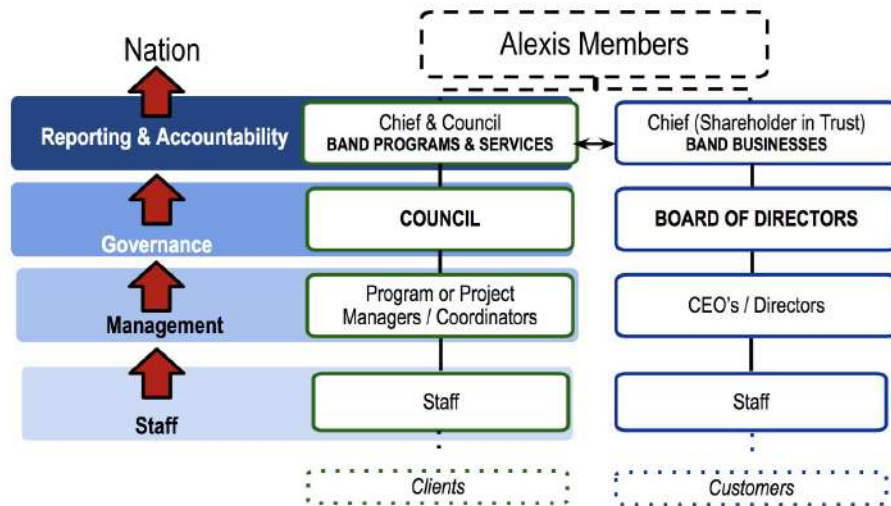 Nation
Alexis Members
Reporting & Accountability
Chief & Council
BAND PROGRAMS & SERVICES
Chief (Shareholder in Trust)
BAND BUSINESSES
Governance
COUNCIL
BOARD OF DIRECTORS
Management
Program or Project
Managers / Coordinators
CEO's / Directors
Staff
Staff
Staff
Clients
Customers